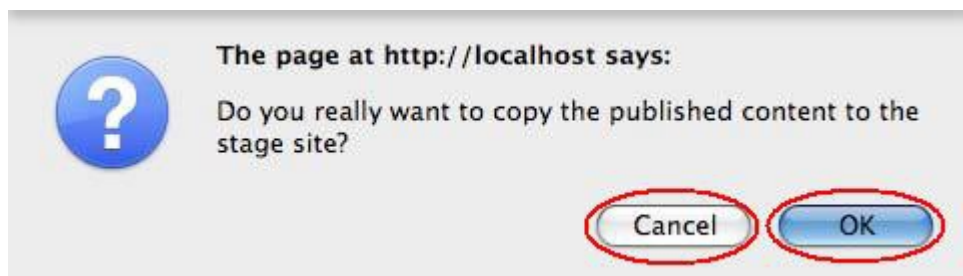 The page at http://localhost says:
Do you really want to copy the published content to the
stage site?
Cancel OK